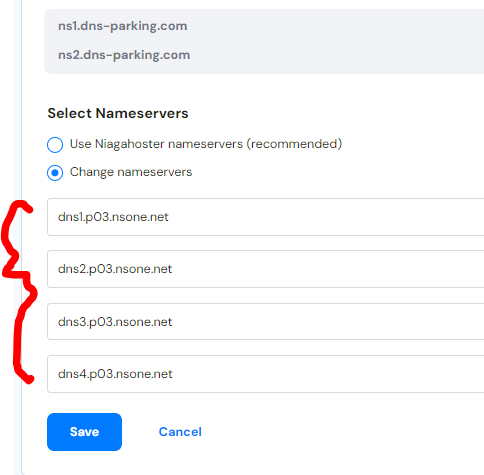 ns1.dns-parking.com
ns2.dns-parking.com
Select Nameservers
Use Niagahoster nameservers (recommended)
Change nameservers
dns1.p03.nsone.net
dns2.p03.nsone.net
dns3.p03.nsone.net
dns4.p03.nsone.net
Save Cancel